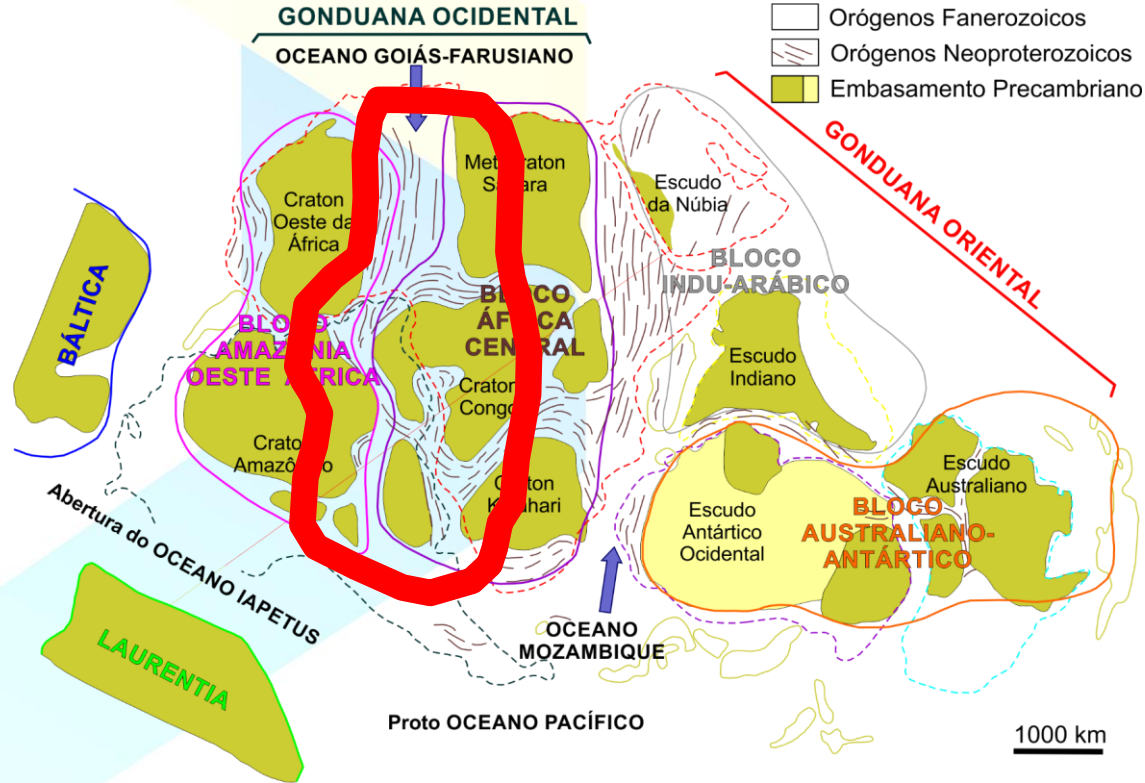 GONDUANA OCIDENTAL
OCEANO GOIÁS-FARUSIANO
Orógenos Fanerozoicos
Orógenos Neoproterozoicos
Embasamento Precambriano
GONDUANA ORIENTAL
Sahara
Craton
Oeste da
África
Escudo
da Núbia
BLOCO
INDU-ARÁBICO
BÁLTICA
BLOCO
AMAZÔNIA
OESTE ÁFRICA
BLOCO
ÁFRICA
CENTRAL
Craton
Congo
Escudo
Indiano
Craton
Amazônico
Craton
Kalahari
Escudo
Antártico
Ocidental
Escudo
Australiano
BLOCO
AUSTRALIANO-
ANTÁRTICO
Abertura do OCEANO IAPETUS
LAURENTIA
OCEANO
MOZAMBIQUE
Proto OCEANO PACÍFICO
1000 km